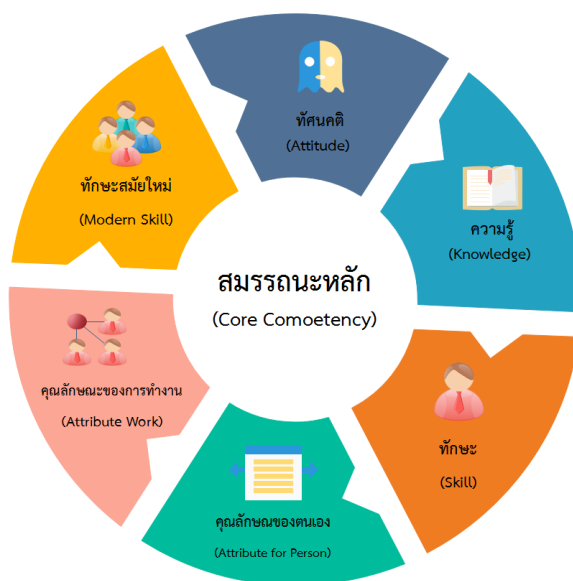 ทัศนคติ
(Attitude)
ความรู้
(Knowledge)
ทักษะ
(Skill)
คุณลักษณของตนเอง
(Attribute for Person)
คุณลักษณะของการทำงาน
(Attribute Work)
ทักษะสมัยใหม่
(Modern Skill)
สมรรถนะหลัก
(Core Comoetency)